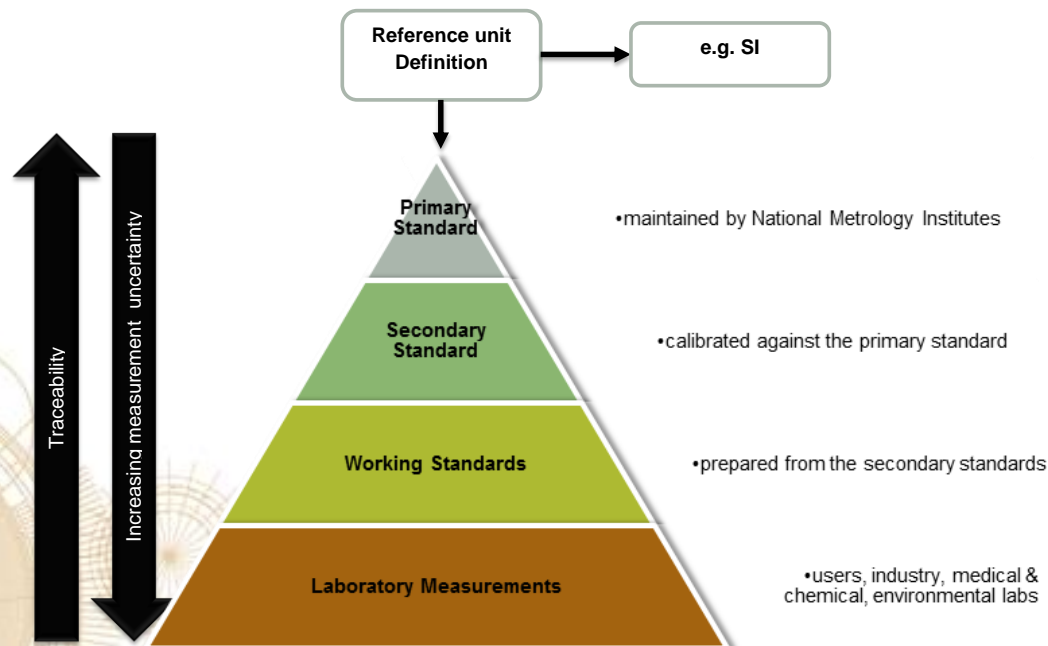 Reference unit
Definition
e.g. SI
Traceability
Increasing measurement uncertainty
Primary
Standard
•maintained by National Metrology Institutes
Secondary
Standard
•calibrated against the primary standard
Working Standards
•prepared from the secondary standards
Laboratory Measurements
•users, industry, medical &
chemical, environmental labs